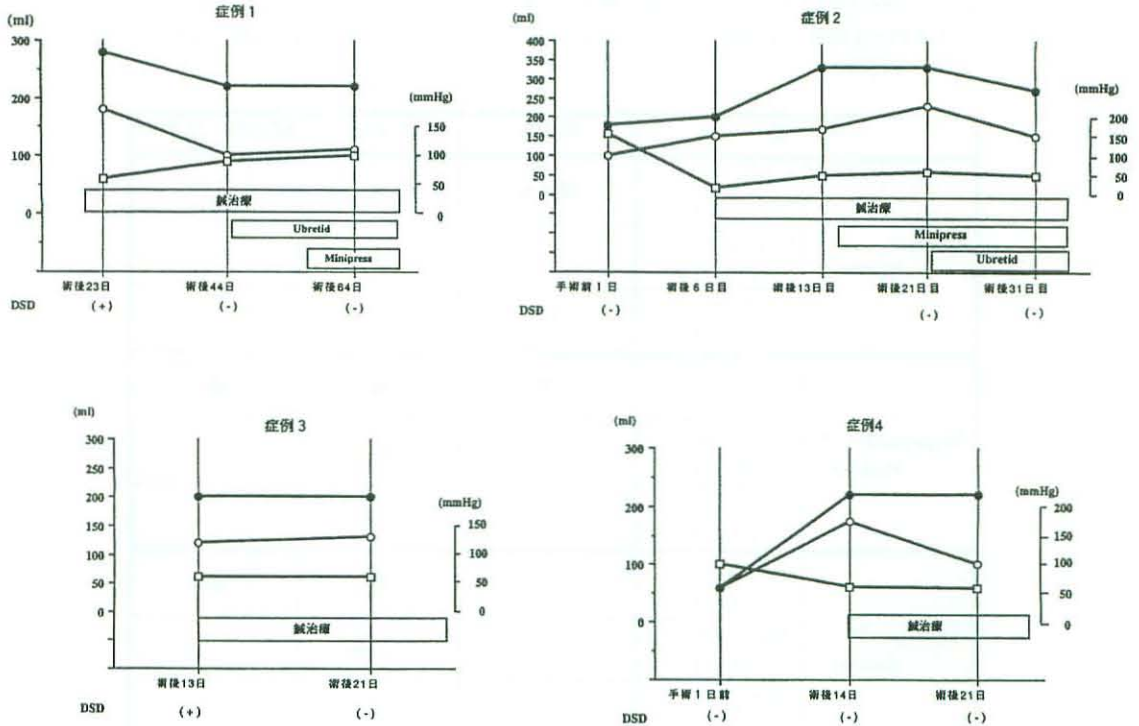 症例1
(ml)
300
200
100
0
(mmHg)
150
100
50
0
鍼治療
Ubretid
Minipress
術後23日 術後44日 術後64日
DSD (+) (-) (-)
症例2
(ml)
400
350
300
250
200
150
100
50
0
(mmHg)
200
150
100
50
0
鍼治療
Minipress
Ubretid
手術前1日 術後6日目 術後13日目 術後21日目 術後31日目
DSD (-) (-) (-)
症例3
(ml)
300
250
200
150
100
50
0
(mmHg)
150
100
50
0
鍼治療
術後13日 術後21日
DSD (+) (-)
症例4
(ml)
300
200
100
0
(mmHg)
200
150
100
50
0
鍼治療
手術1日前 術後14日 術後21日
DSD (-) (-) (-)